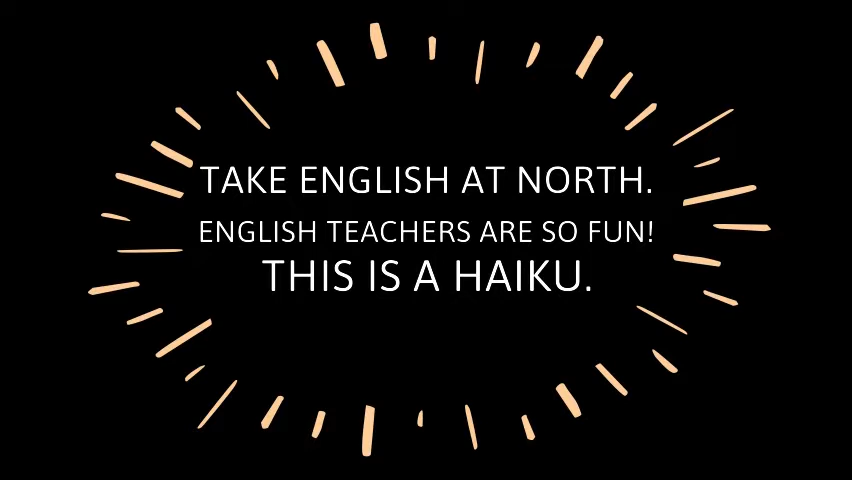 TAKE ENGLISH AT NORTH.
ENGLISH TEACHERS ARE SO FUN!
THIS IS A HAIKU.